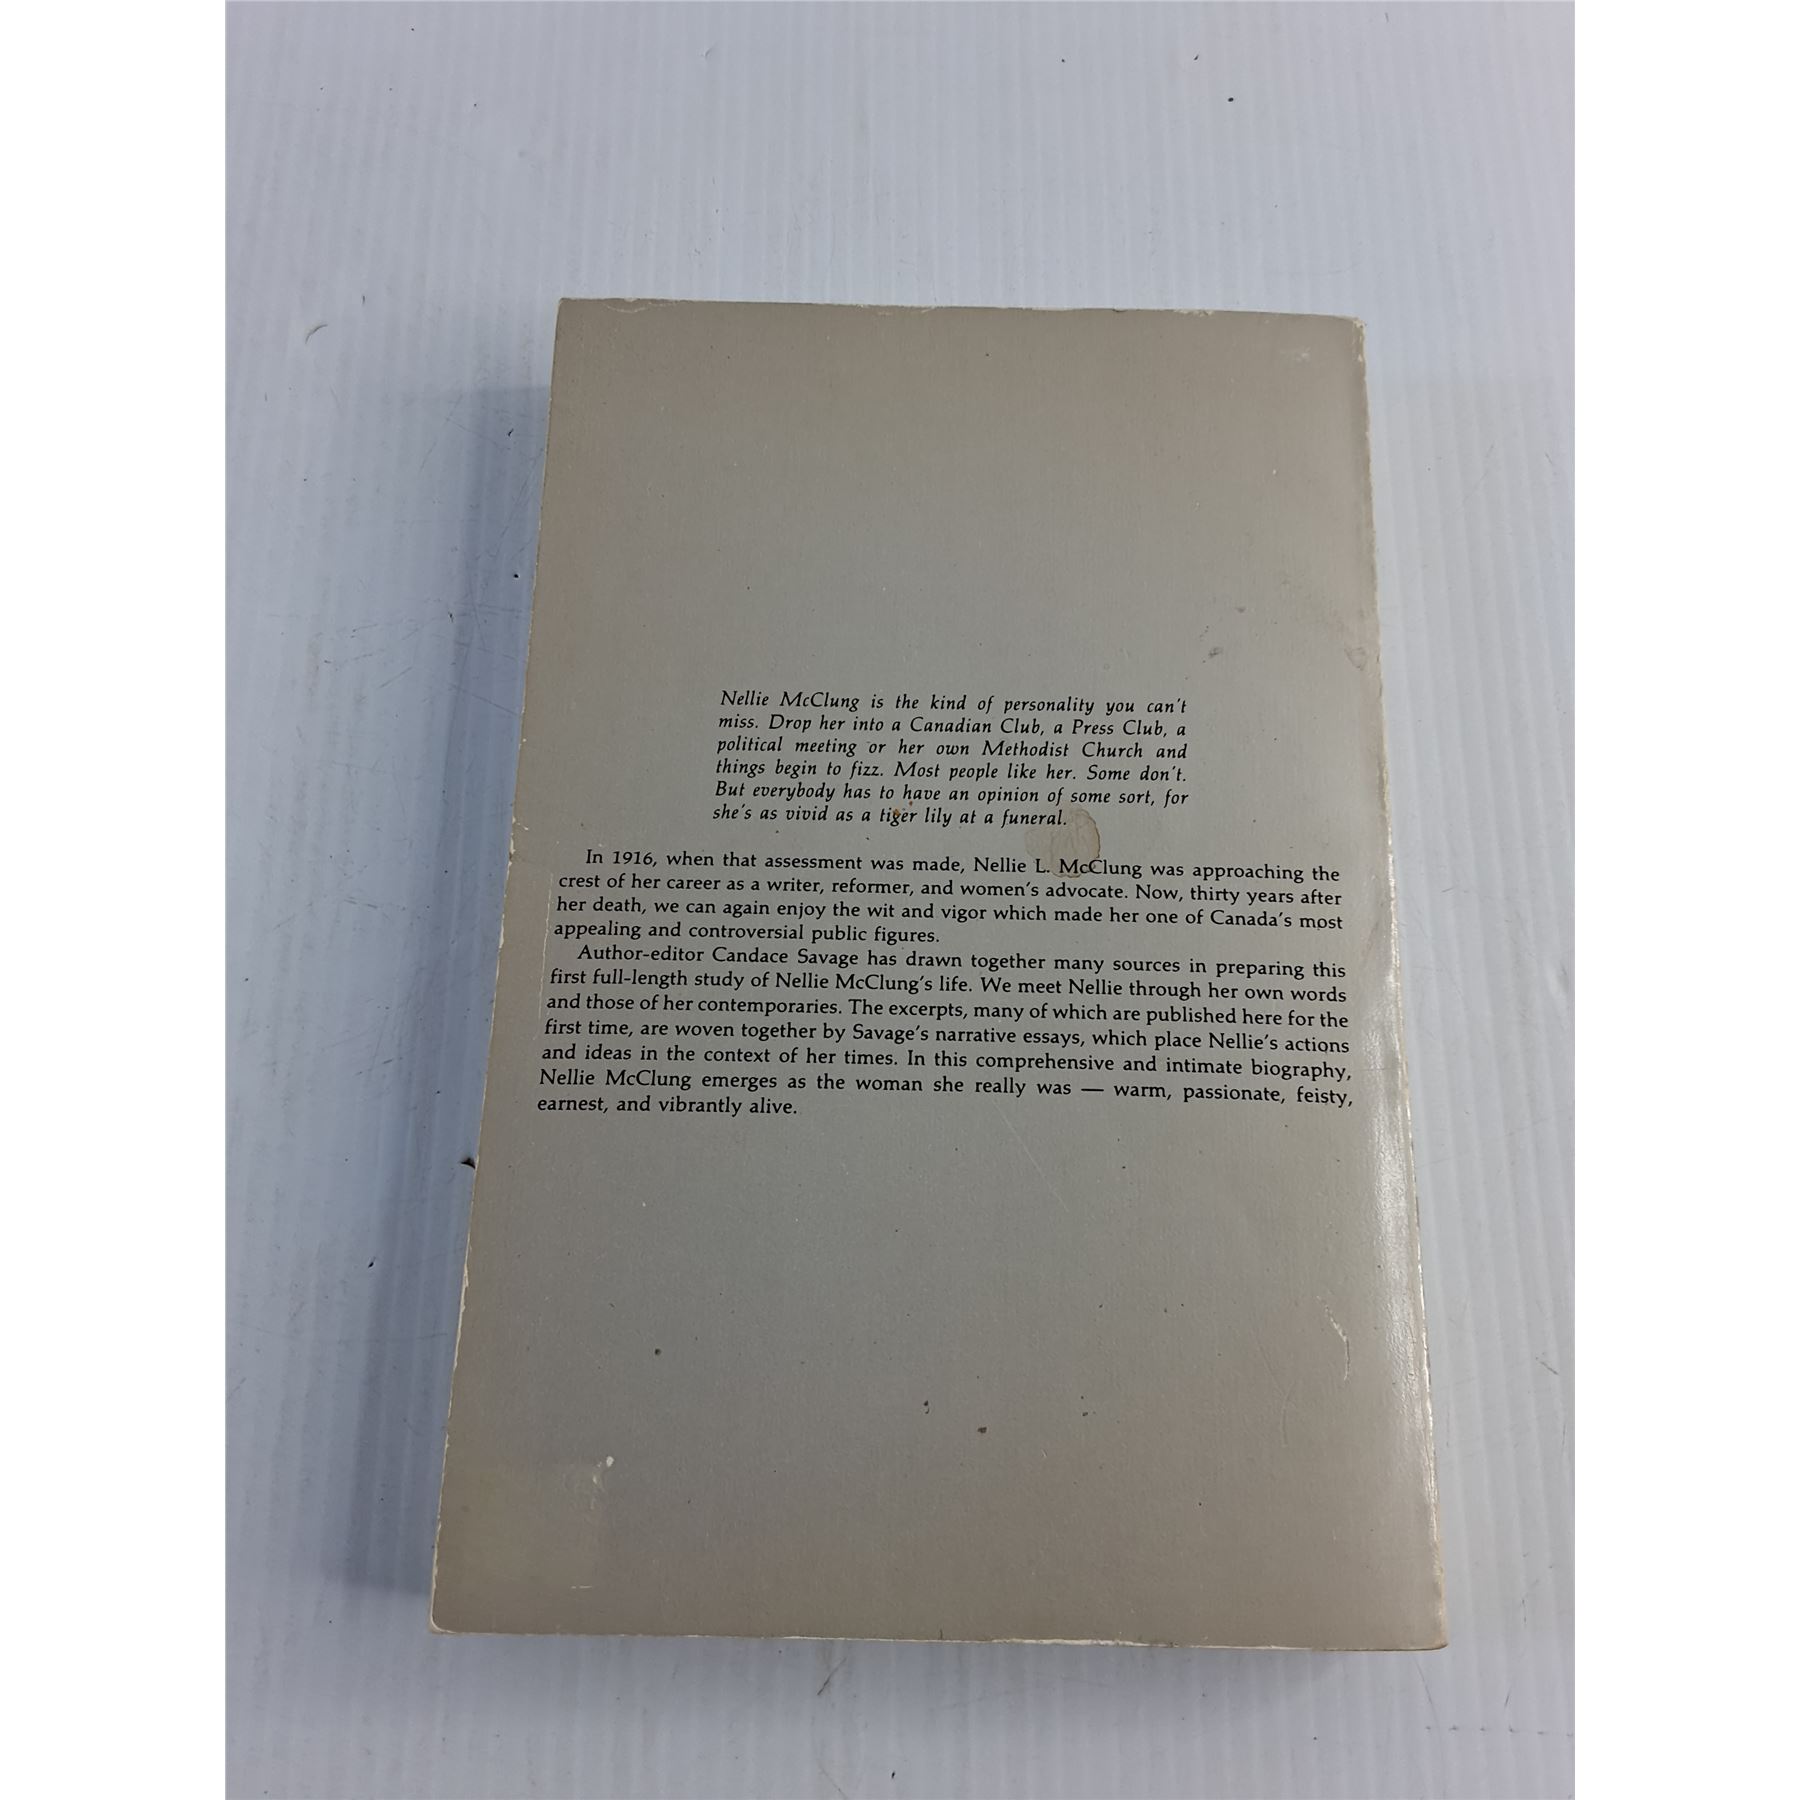 Nellie McClung is the kind of personality you can't
miss. Drop her into a Canadian Club, a Press Club, a
political meeting or her own Methodist Church and
things begin to fizz. Most people like her. Some don't.
But everybody has to have an opinion of some sort, for
she's as vivid as a tiger lily at a funeral.
In 1916, when that assessment was made, Nellie L. McClung was approaching the
crest of her career as a writer, reformer, and women's advocate. Now, thirty years after
her death, we can again enjoy the wit and vigor which made her one of Canada's most
appealing and controversial public figures.
Author-editor Candace Savage has drawn together many sources in preparing this
first full-length study of Nellie McClung's life. We meet Nellie through her own words
and those of her contemporaries. The excerpts, many of which are published here for the
first time, are woven together by Savage's narrative essays, which place Nellie's actions
and ideas in the context of her times. In this comprehensive and intimate biography,
Nellie McClung emerges as the woman she really was — warm, passionate, feisty,
earnest, and vibrantly alive.